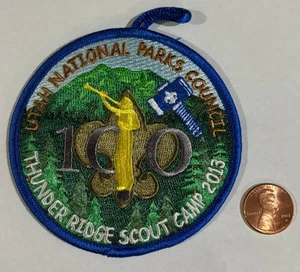 UTAH NATIONAL PARKS COUNCIL
100
THUNDER RIDGE SCOUT CAMP 2013